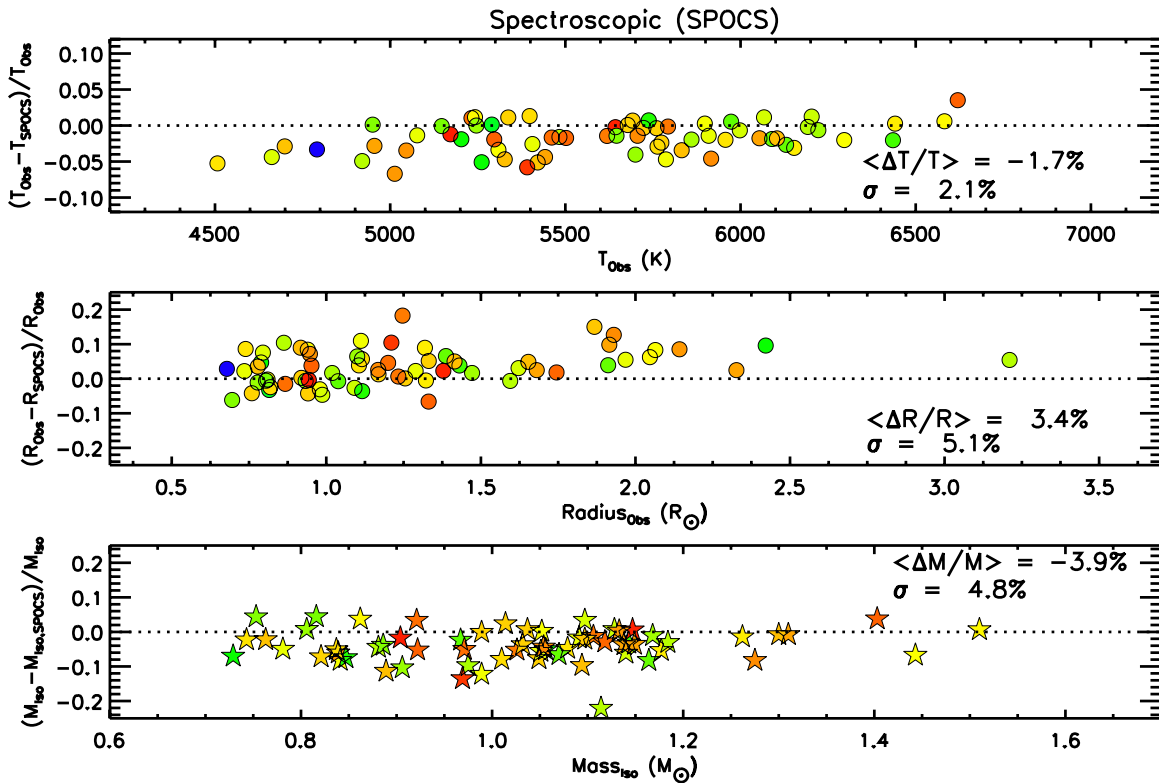 Spectroscopic (SPOCS)
(T_Obs − T_SPOCS)/T_Obs
0.10
0.05
0.00
−0.05
−0.10
<ΔT/T> = −1.7%
σ = 2.1%
4500 5000 5500 6000 6500 7000
T_Obs (K)
(R_Obs − R_SPOCS)/R_Obs
0.2
0.1
0.0
−0.1
−0.2
<ΔR/R> = 3.4%
σ = 5.1%
0.5 1.0 1.5 2.0 2.5 3.0 3.5
Radius_Obs (R_☉)
(M_Iso − M_Iso,SPOCS)/M_Iso
0.2
0.1
0.0
−0.1
−0.2
<ΔM/M> = −3.9%
σ = 4.8%
0.6 0.8 1.0 1.2 1.4 1.6
Mass_Iso (M_☉)